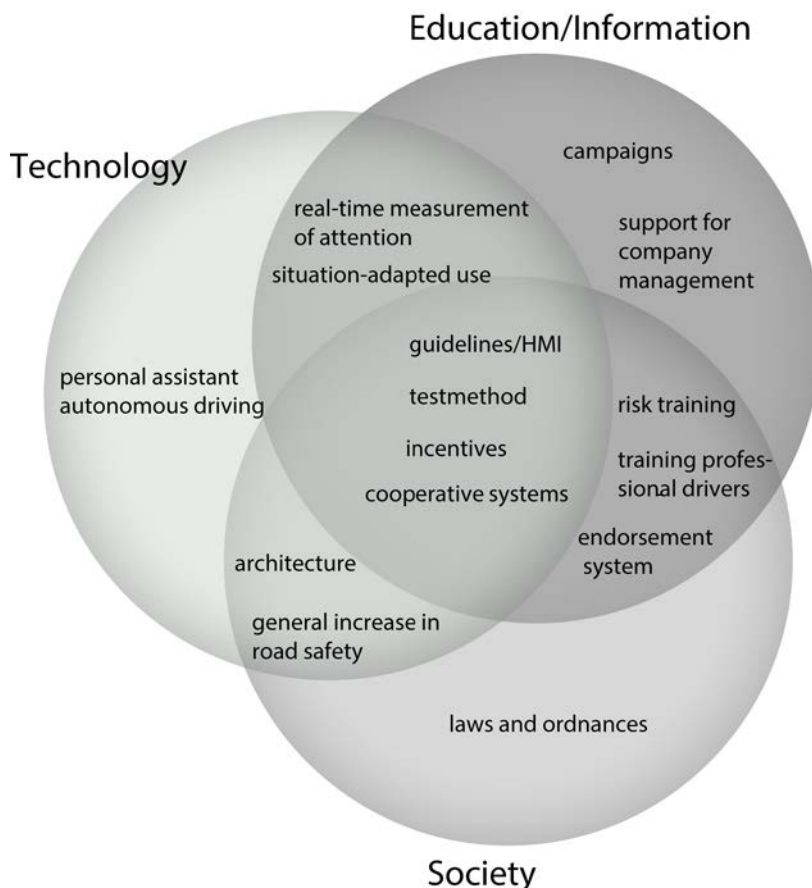 Education/Information
Technology
campaigns
real-time measurement
of attention
support for
company
management
situation-adapted use
guidelines/HMI
personal assistant
autonomous driving
testmethod
risk training
incentives
training profes-
sional drivers
cooperative systems
endorsement
system
architecture
general increase in
road safety
laws and ordnances
Society